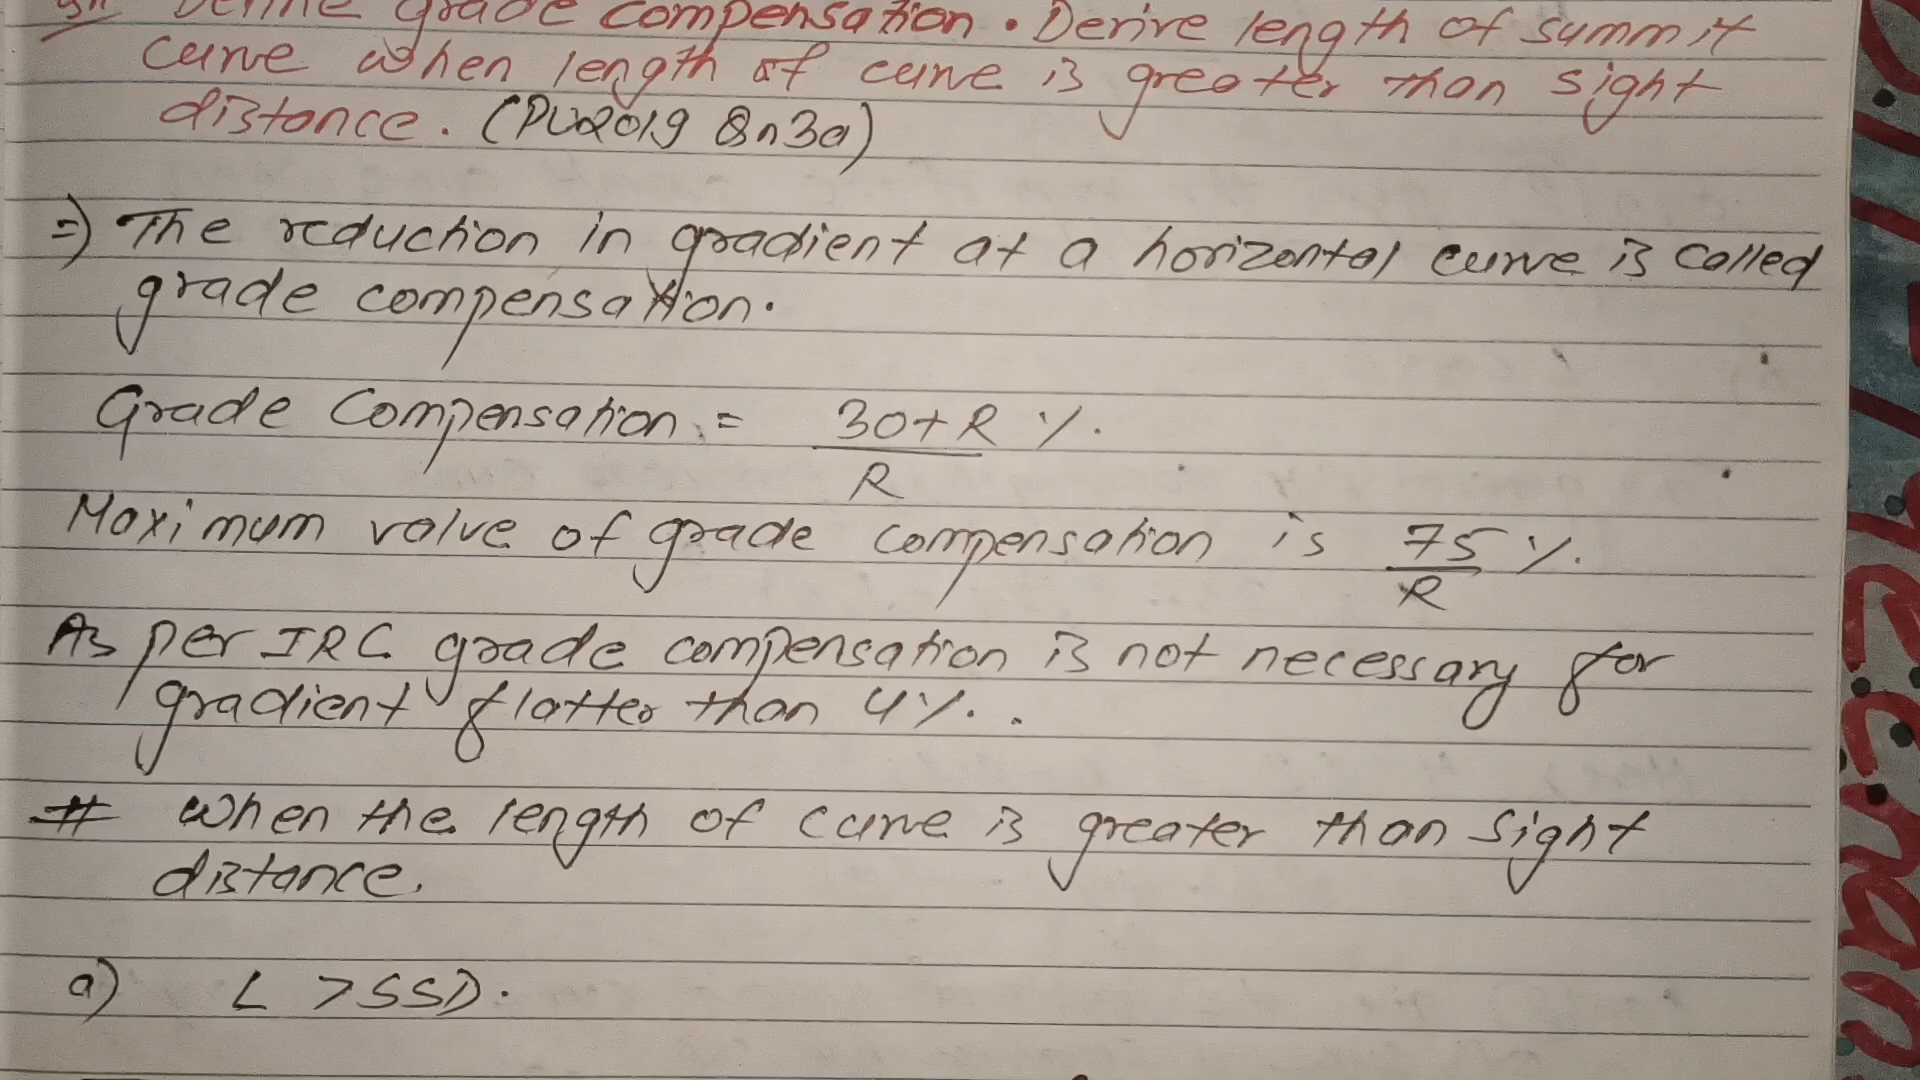 Define grade compensation. Derive length of summit
curve when length of curve is greater than sight
distance. (PU2019 Qn3a)
=) The reduction in gradient at a horizontal curve is called
grade compensation.
Grade Compensation = 30+R %.
R
Maximum value of grade compensation is 75 %.
R
As per IRC grade compensation is not necessary for
gradient flatter than 4%..
# when the length of curve is greater than sight
distance.
a) L > SSD.